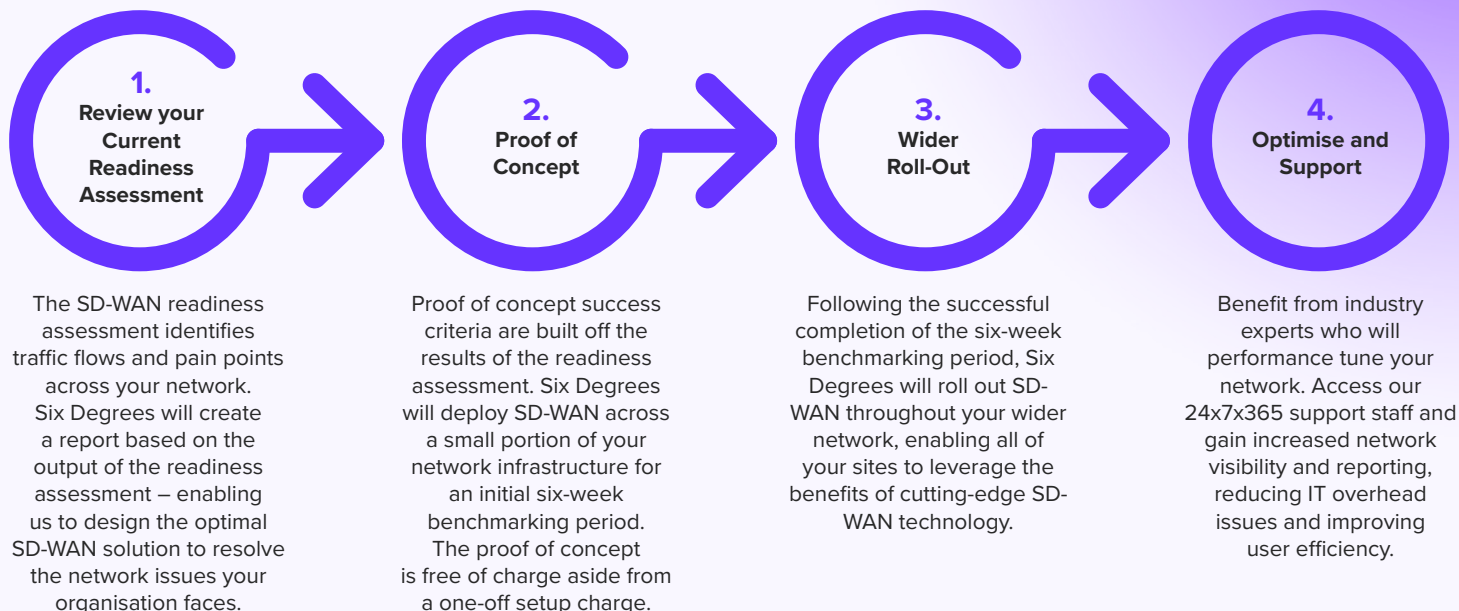 1.
Review your
Current
Readiness
Assessment
The SD-WAN readiness
assessment identifies
traffic flows and pain points
across your network.
Six Degrees will create
a report based on the
output of the readiness
assessment – enabling
us to design the optimal
SD-WAN solution to resolve
the network issues your
organisation faces.
2.
Proof of
Concept
Proof of concept success
criteria are built off the
results of the readiness
assessment. Six Degrees
will deploy SD-WAN across
a small portion of your
network infrastructure for
an initial six-week
benchmarking period.
The proof of concept
is free of charge aside from
a one-off setup charge.
3.
Wider
Roll-Out
Following the successful
completion of the six-week
benchmarking period, Six
Degrees will roll out SD-
WAN throughout your wider
network, enabling all of
your sites to leverage the
benefits of cutting-edge SD-
WAN technology.
4.
Optimise and
Support
Benefit from industry
experts who will
performance tune your
network. Access our
24x7x365 support staff and
gain increased network
visibility and reporting,
reducing IT overhead
issues and improving
user efficiency.